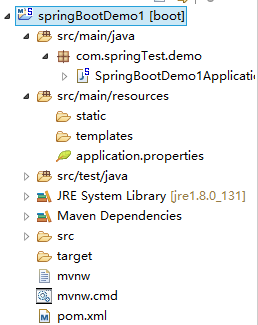 springBootDemo1 [boot]
src/main/java
com.springTest.demo
SpringBootDemo1Applicatio
src/main/resources
static
templates
application.properties
src/test/java
JRE System Library [jre1.8.0_131]
Maven Dependencies
src
target
mvnw
mvnw.cmd
pom.xml